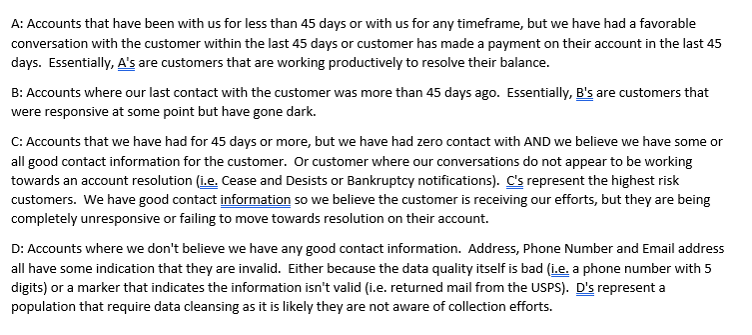 A: Accounts that have been with us for less than 45 days or with us for any timeframe, but we have had a favorable
conversation with the customer within the last 45 days or customer has made a payment on their account in the last 45
days.  Essentially, A's are customers that are working productively to resolve their balance.
B: Accounts where our last contact with the customer was more than 45 days ago.  Essentially, B's are customers that
were responsive at some point but have gone dark.
C: Accounts that we have had for 45 days or more, but we have had zero contact with AND we believe we have some or
all good contact information for the customer.  Or customer where our conversations do not appear to be working
towards an account resolution (i.e. Cease and Desists or Bankruptcy notifications).  C's represent the highest risk
customers.  We have good contact information so we believe the customer is receiving our efforts, but they are being
completely unresponsive or failing to move towards resolution on their account.
D: Accounts where we don't believe we have any good contact information.  Address, Phone Number and Email address
all have some indication that they are invalid.  Either because the data quality itself is bad (i.e. a phone number with 5
digits) or a marker that indicates the information isn't valid (i.e. returned mail from the USPS).  D's represent a
population that require data cleansing as it is likely they are not aware of collection efforts.